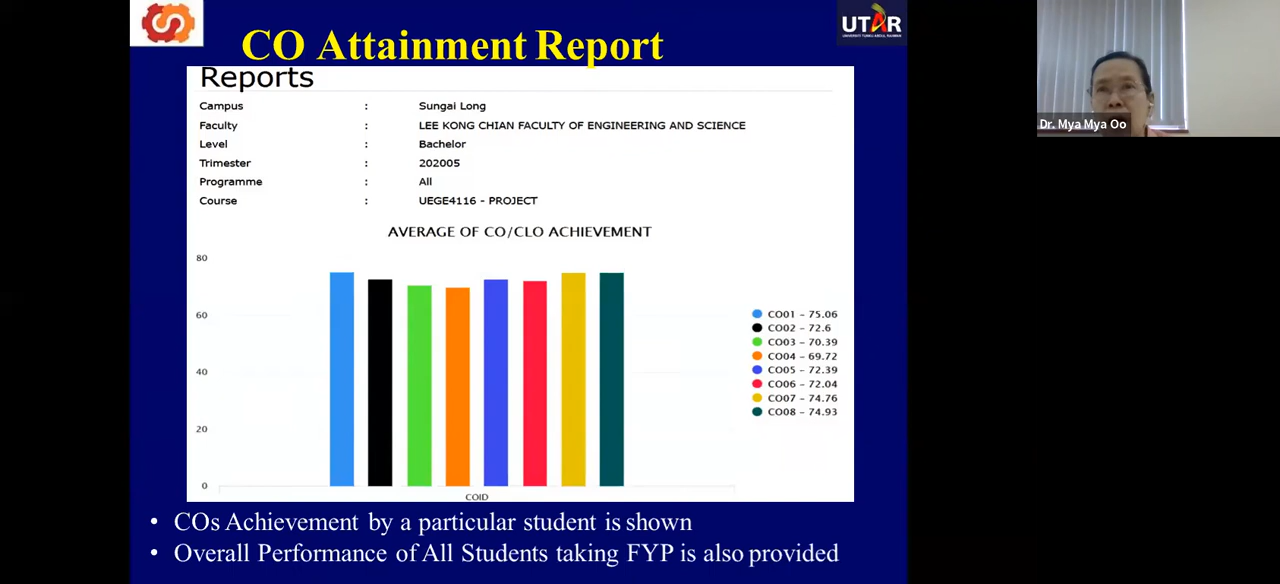 UTAR
UNIVERSITI TUNKU ABDUL RAHMAN
CO Attainment Report
Reports
Campus : Sungai Long
Faculty : LEE KONG CHIAN FACULTY OF ENGINEERING AND SCIENCE
Level : Bachelor
Trimester : 202005
Programme : All
Course : UEGE4116 - PROJECT
AVERAGE OF CO/CLO ACHIEVEMENT
80
60
40
20
0
COID
CO01 - 75.06
CO02 - 72.6
CO03 - 70.39
CO04 - 69.72
CO05 - 72.39
CO06 - 72.04
CO07 - 74.76
CO08 - 74.93
• COs Achievement by a particular student is shown
• Overall Performance of All Students taking FYP is also provided
Dr. Mya Mya Oo